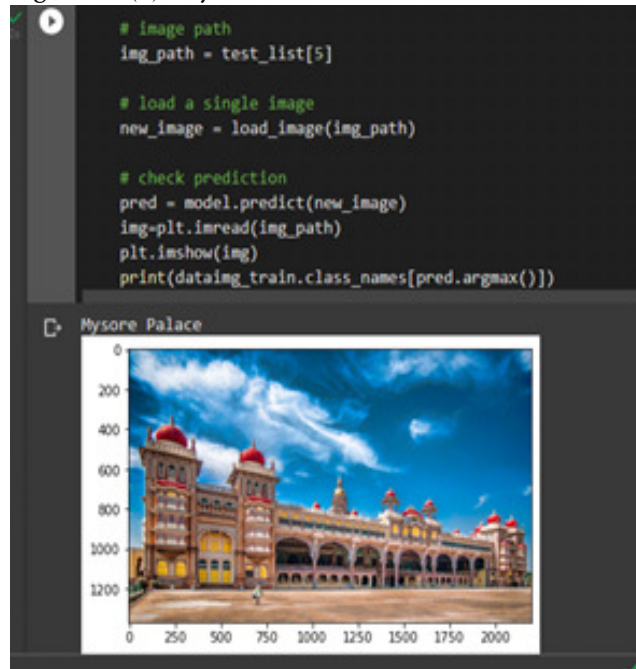 # image path
img_path = test_list[5]
# load a single image
new_image = load_image(img_path)
# check prediction
pred = model.predict(new_image)
img=plt.imread(img_path)
plt.imshow(img)
print(dataimg_train.class_names[pred.argmax()])
Mysore Palace
0
200
400
600
800
1000
1200
0 250 500 750 1000 1250 1500 1750 2000